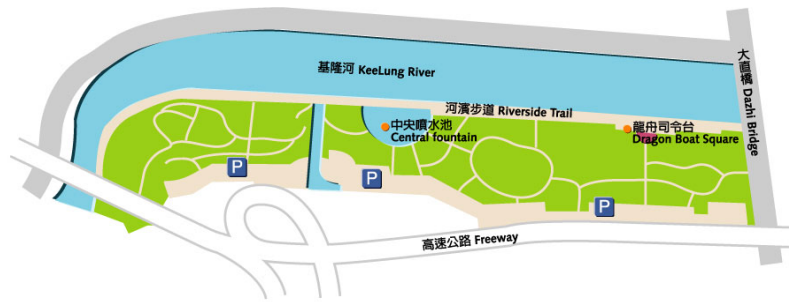 基隆河 KeeLung River
河濱步道 Riverside Trail
中央噴水池
Central fountain
龍舟司令台
Dragon Boat Square
大直橋 Dazhi Bridge
P
P
P
高速公路 Freeway